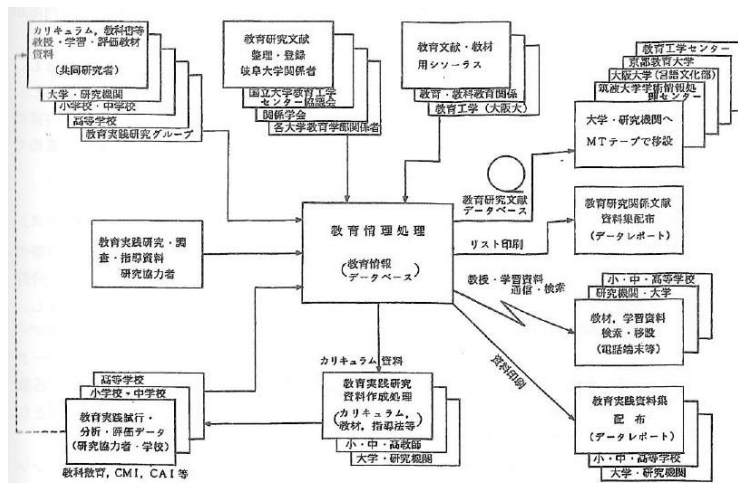 カリキュラム，教科書等
教授・学習・評価教材
資料
（共同研究者）
大学・研究機関
小学校・中学校
高等学校
教育実践研究グループ
教育研究文献
整理・登録
岐阜大学関係者
国立大学教育工学
センター協議会
関係学会
各大学教育学部関係者
教育文献・教材
用シソーラス
教育・教科教育関係
教育工学（大阪大）
教育工学センター
京都教育大学
大阪大学（言語文化部）
筑波大学学術情報処
理センター
大学・研究機関へ
MTテープで移設
教育研究文献
データベース
教育実践研究・調
査・指導資料
研究協力者
教育情理処理
（教育情報
データベース）
リスト印刷
教育研究関係文献
資料集配布
（データレポート）
教授・学習資料
通信・検索
小・中・高等学校
研究機関・大学
教材，学習資料
検索・移設
（電話端末等）
カリキュラム 資料
資料印刷
高等学校
小学校・中学校
教育実践試行・
分析・評価データ
（研究協力者・学校）
教科教育，CMI，CAI 等
教育実践研究
資料作成処理
（カリキュラム，
教材，指導法等）
小・中・高教師
大学・研究機関
教育実践資料集
配 布
（データレポート）
小・中・高等学校
大学・研究機関